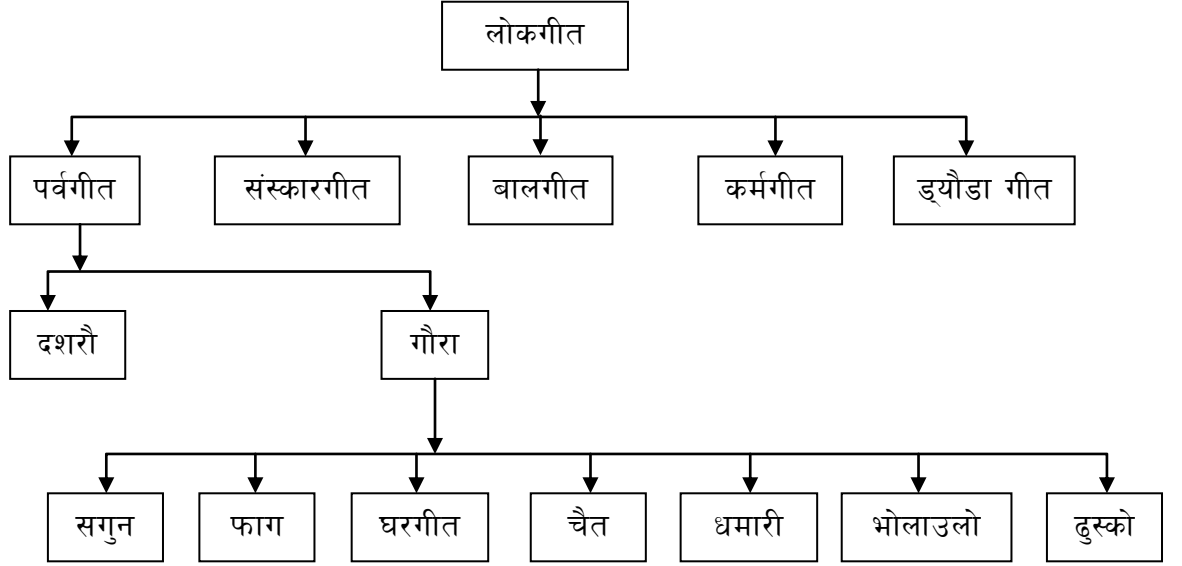 लोकगीत
पर्वगीत संस्कारगीत बालगीत कर्मगीत ड्यौडा गीत
दशरौ गौरा
सगुन फाग घरगीत चैत धमारी भोलाउलो ढुस्को